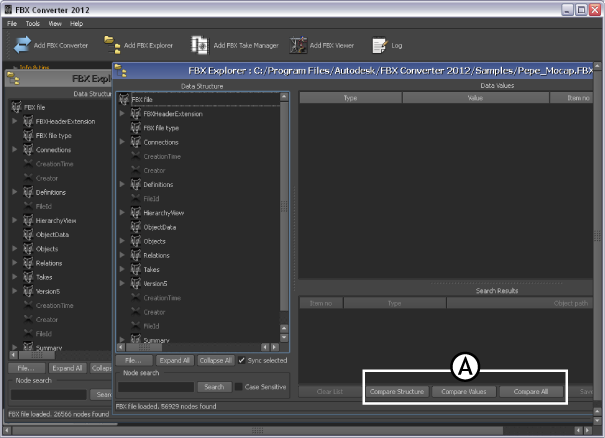 FBX Converter 2012
File Tools View Help
Add FBX Converter Add FBX Explorer Add FBX Take Manager Add FBX Viewer Log
Info & tips
FBX Expl
Data Structu
FBX file
FBXHeaderExtension
FBX file type
Connections
CreationTime
Creator
Definitions
FileId
HierarchyView
ObjectData
Objects
Relations
Takes
Version5
CreationTime
Creator
FileId
Summary
File... Expand All Collaps
Node search
Sear
FBX file loaded. 26566 nodes found
FBX Explorer : C:/Program Files/Autodesk/FBX Converter 2012/Samples/Pepe_Mocap.FBX
Data Structure
FBX file
FBXHeaderExtension
FBX file type
Connections
CreationTime
Creator
Definitions
FileId
HierarchyView
ObjectData
Objects
Relations
Takes
Version5
CreationTime
Creator
FileId
Summary
File... Expand All Collapse All Sync selected
Node search
Search Case Sensitive
FBX file loaded. 56929 nodes found
Data Values
Type Value Item no
Search Results
Item no Type Object path
A
Clear List Compare Structure Compare Values Compare All Save